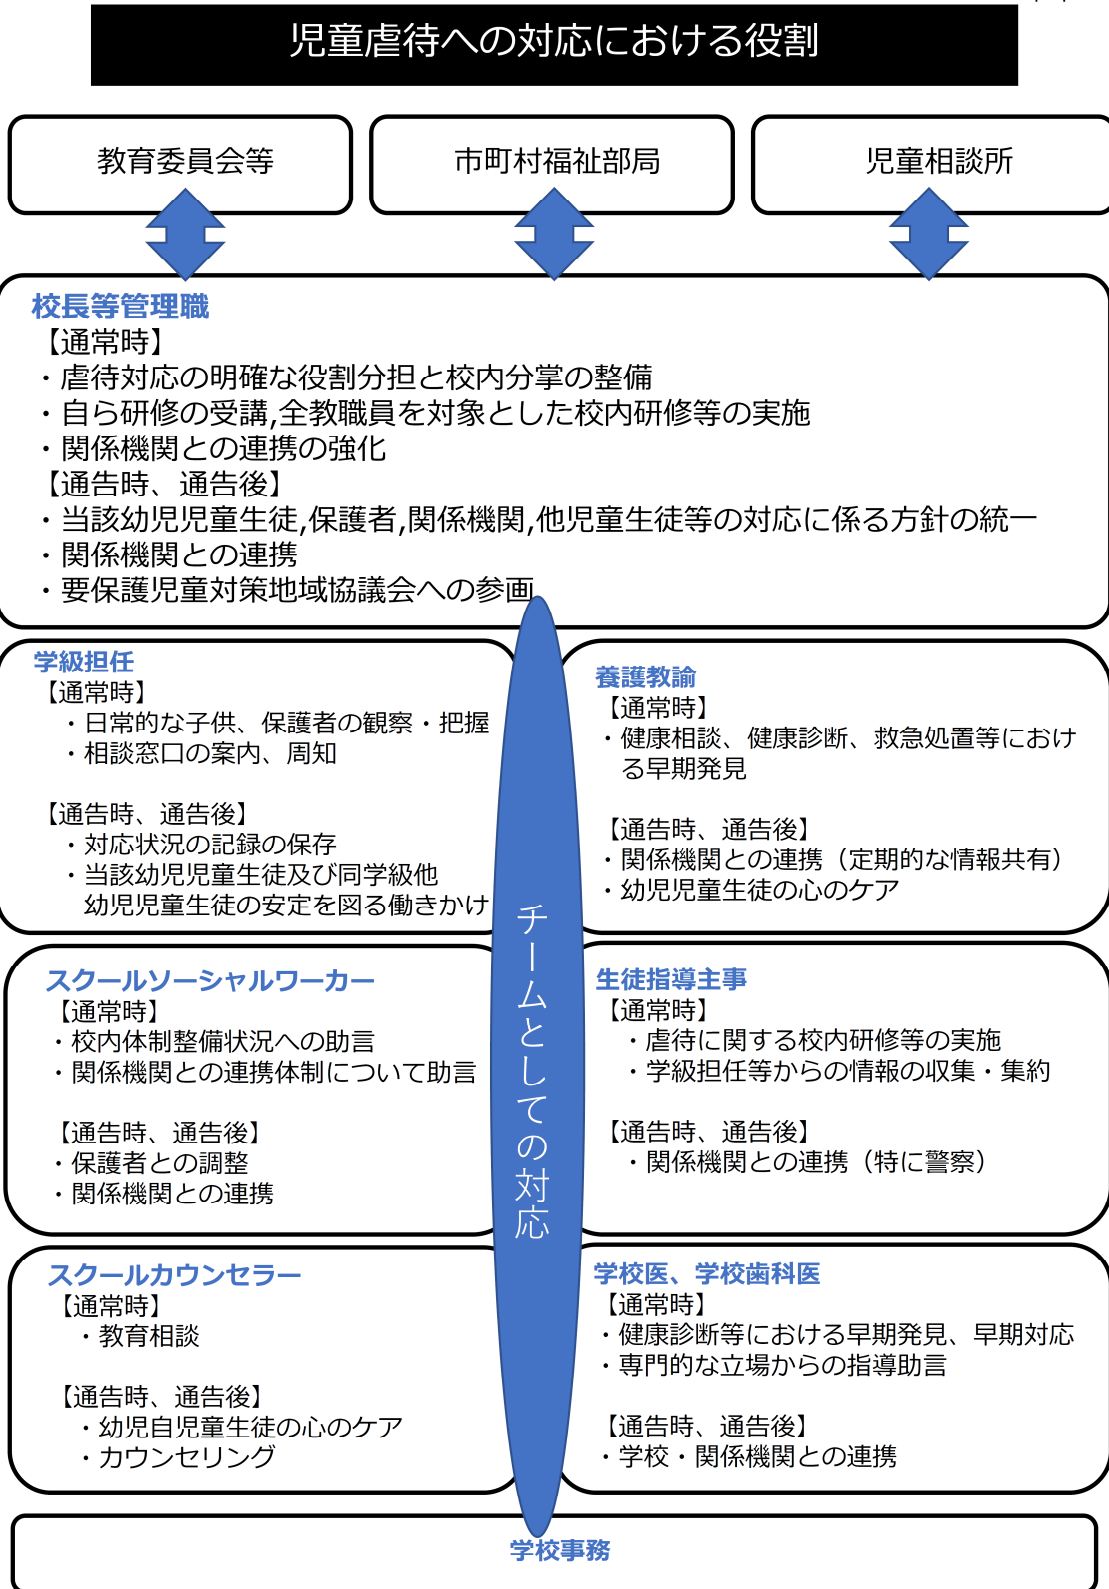 児童虐待への対応における役割
教育委員会等
市町村福祉部局
児童相談所
校長等管理職
【通常時】
・虐待対応の明確な役割分担と校内分掌の整備
・自ら研修の受講,全教職員を対象とした校内研修等の実施
・関係機関との連携の強化
【通告時、通告後】
・当該幼児児童生徒,保護者,関係機関,他児童生徒等の対応に係る方針の統一
・関係機関との連携
・要保護児童対策地域協議会への参画
学級担任
【通常時】
・日常的な子供、保護者の観察・把握
・相談窓口の案内、周知
【通告時、通告後】
・対応状況の記録の保存
・当該幼児児童生徒及び同学級他
幼児児童生徒の安定を図る働きかけ
養護教諭
【通常時】
・健康相談、健康診断、救急処置等におけ
る早期発見
【通告時、通告後】
・関係機関との連携（定期的な情報共有）
・幼児児童生徒の心のケア
チームとしての対応
スクールソーシャルワーカー
【通常時】
・校内体制整備状況への助言
・関係機関との連携体制について助言
【通告時、通告後】
・保護者との調整
・関係機関との連携
生徒指導主事
【通常時】
・虐待に関する校内研修等の実施
・学級担任等からの情報の収集・集約
【通告時、通告後】
・関係機関との連携（特に警察）
スクールカウンセラー
【通常時】
・教育相談
【通告時、通告後】
・幼児自児童生徒の心のケア
・カウンセリング
学校医、学校歯科医
【通常時】
・健康診断等における早期発見、早期対応
・専門的な立場からの指導助言
【通告時、通告後】
・学校・関係機関との連携
学校事務